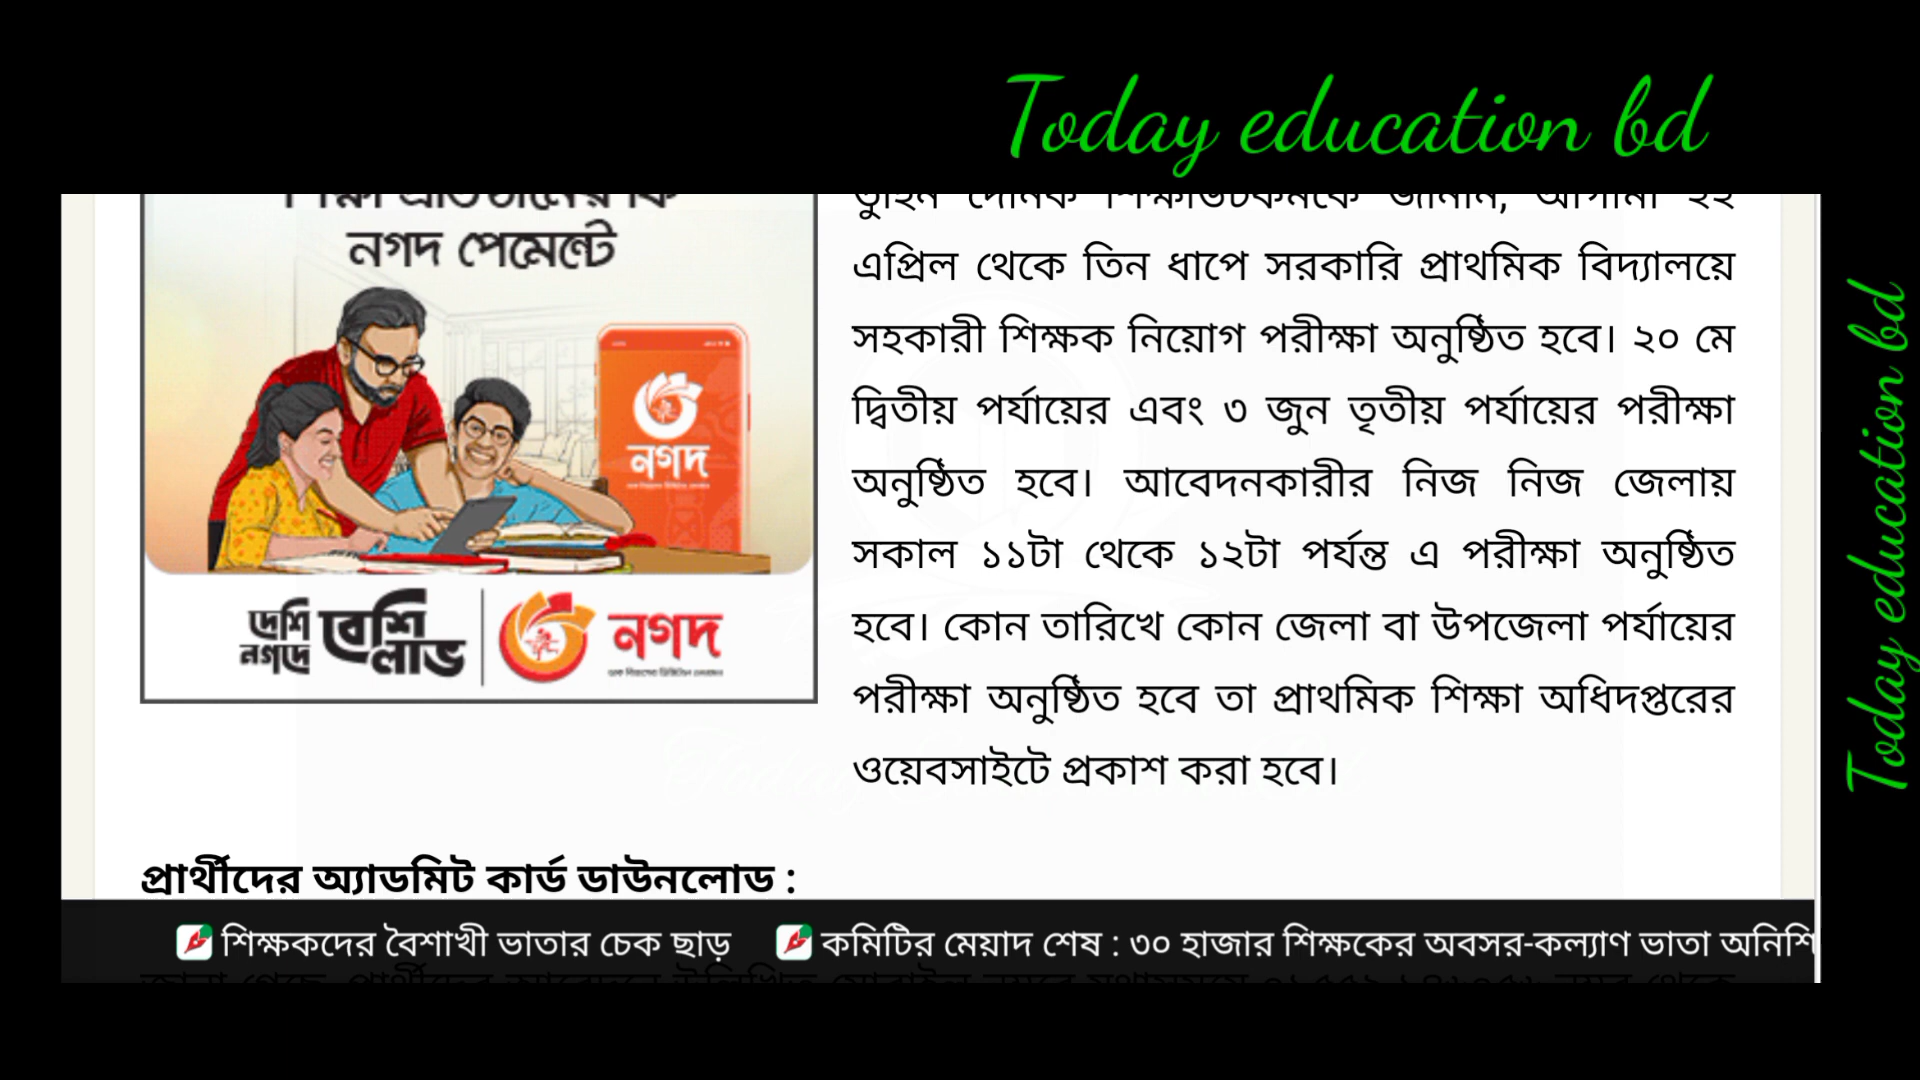 Today education bd
শিক্ষা প্রতিষ্ঠানের ফি
নগদ পেমেন্টে
নগদ
দেশি নগদে বেশি লাভ
নগদ
জানান, আগামী ২২
এপ্রিল থেকে তিন ধাপে সরকারি প্রাথমিক বিদ্যালয়ে
সহকারী শিক্ষক নিয়োগ পরীক্ষা অনুষ্ঠিত হবে। ২০ মে
দ্বিতীয় পর্যায়ের এবং ৩ জুন তৃতীয় পর্যায়ের পরীক্ষা
অনুষ্ঠিত হবে। আবেদনকারীর নিজ নিজ জেলায়
সকাল ১১টা থেকে ১২টা পর্যন্ত এ পরীক্ষা অনুষ্ঠিত
হবে। কোন তারিখে কোন জেলা বা উপজেলা পর্যায়ের
পরীক্ষা অনুষ্ঠিত হবে তা প্রাথমিক শিক্ষা অধিদপ্তরের
ওয়েবসাইটে প্রকাশ করা হবে।
প্রার্থীদের অ্যাডমিট কার্ড ডাউনলোড :
শিক্ষকদের বৈশাখী ভাতার চেক ছাড় কমিটির মেয়াদ শেষ : ৩০ হাজার শিক্ষকের অবসর-কল্যাণ ভাতা
Today education bd